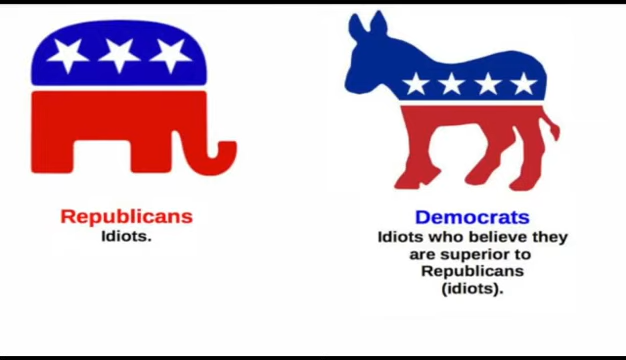 Republicans
Idiots.
Democrats
Idiots who believe they
are superior to
Republicans
(idiots).